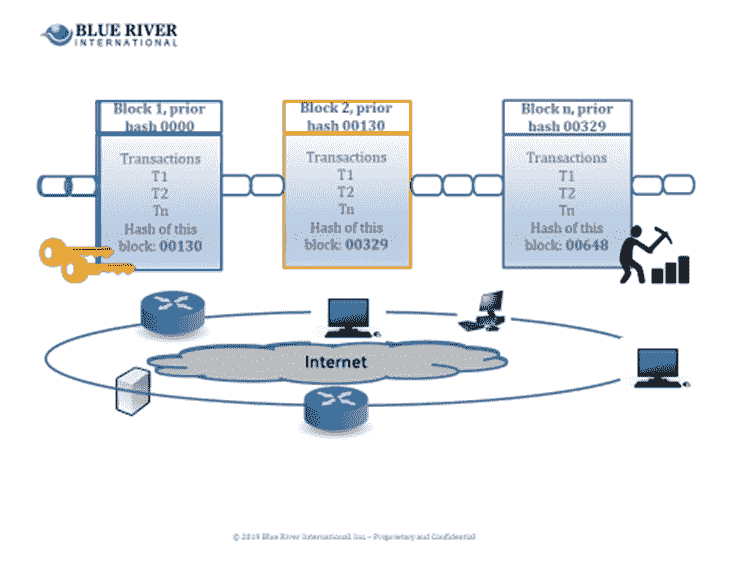 BLUE RIVER
INTERNATIONAL
Block 1, prior
hash 0000
Transactions
T1
T2
Tn
Hash of this
block: 00130
Block 2, prior
hash 00130
Transactions
T1
T2
Tn
Hash of this
block: 00329
Block n, prior
hash 00329
Transactions
T1
T2
Tn
Hash of this
block: 00648
Internet
© 2019 Blue River International, Inc. – Proprietary and Confidential